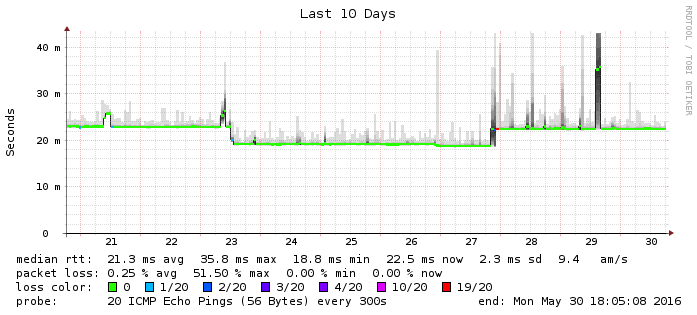 Last 10 Days
RRDTOOL / TOBI OETIKER
Seconds
40 m
30 m
20 m
10 m
0
21 22 23 24 25 26 27 28 29 30
median rtt: 21.3 ms avg 35.8 ms max 18.8 ms min 22.5 ms now 2.3 ms sd 9.4 am/s
packet loss: 0.25 % avg 51.50 % max 0.00 % min 0.00 % now
loss color: 0 1/20 2/20 3/20 4/20 10/20 19/20
probe: 20 ICMP Echo Pings (56 Bytes) every 300s end: Mon May 30 18:05:08 2016